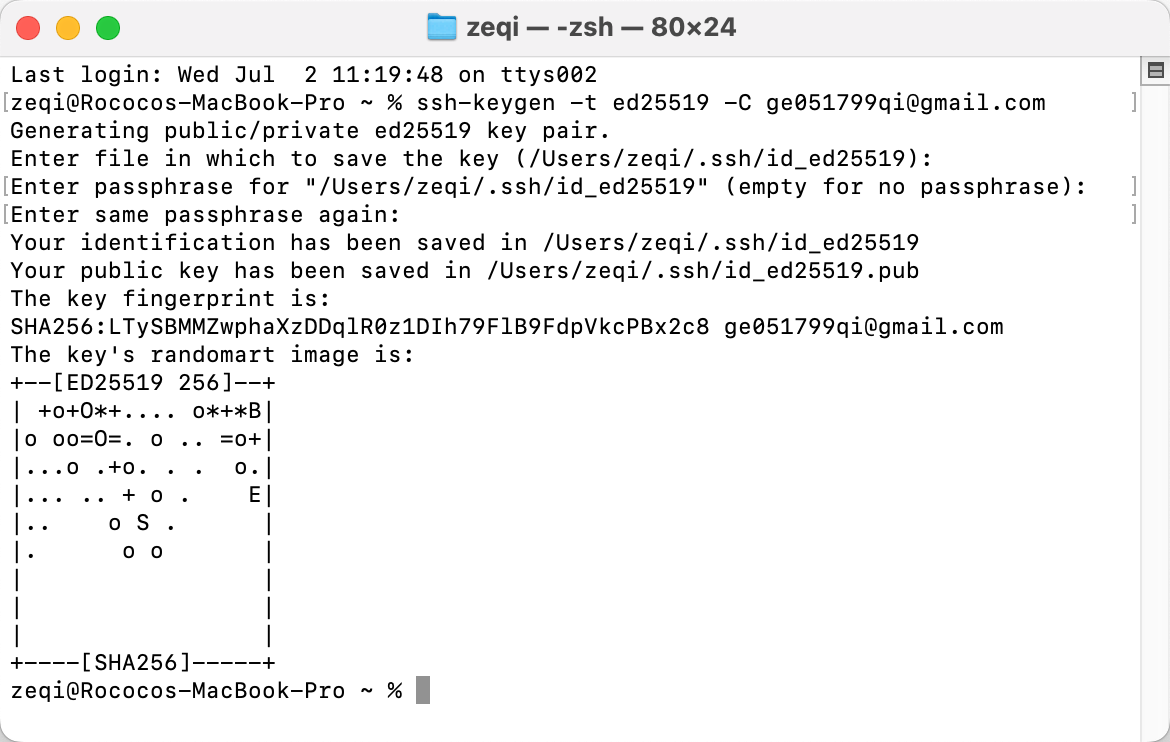 zeqi — -zsh — 80×24
Last login: Wed Jul  2 11:19:48 on ttys002
[zeqi@Rococos-MacBook-Pro ~ % ssh-keygen -t ed25519 -C ge051799qi@gmail.com      ]
Generating public/private ed25519 key pair.
Enter file in which to save the key (/Users/zeqi/.ssh/id_ed25519):
[Enter passphrase for "/Users/zeqi/.ssh/id_ed25519" (empty for no passphrase):   ]
[Enter same passphrase again:                                                    ]
Your identification has been saved in /Users/zeqi/.ssh/id_ed25519
Your public key has been saved in /Users/zeqi/.ssh/id_ed25519.pub
The key fingerprint is:
SHA256:LTySBMMZwphaXzDDqlR0z1DIh79FlB9FdpVkcPBx2c8 ge051799qi@gmail.com
The key's randomart image is:
+--[ED25519 256]--+
| +o+O*+.... o*+*B|
|o oo=O=. o .. =o+|
|...o .+o. . .  o.|
|... .. + o .    E|
|..    o S .      |
|.      o o       |
|                 |
|                 |
|                 |
+----[SHA256]-----+
zeqi@Rococos-MacBook-Pro ~ %